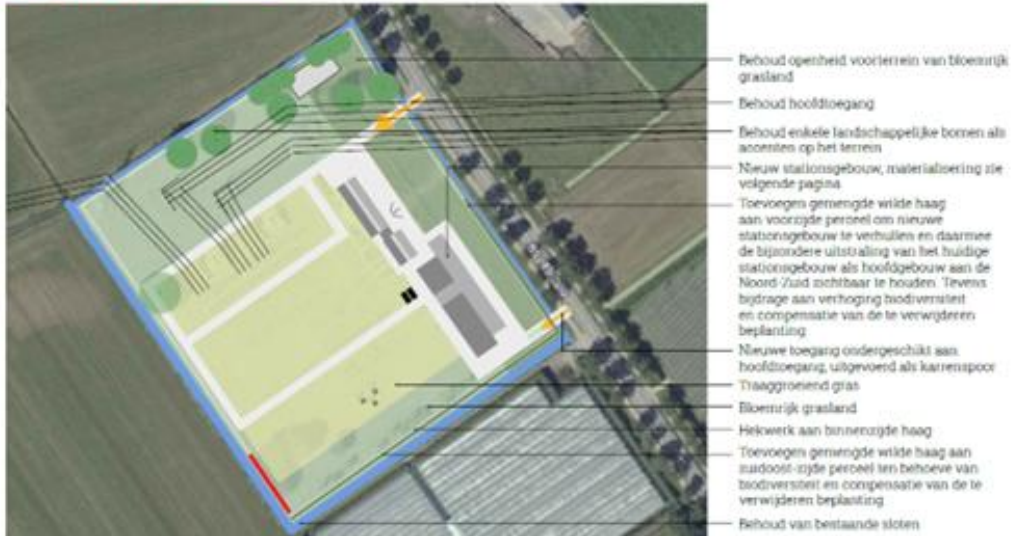 Behoud openheid voorterrein van bloemrijk
grasland
Behoud hoofdtoegang
Behoud enkele landschappelijke bomen als
accenten op het terrein
Nieuw stationsgebouw, materialisering zie
volgende pagina
Toevoegen gemengde wilde haag
aan voorzijde perceel om nieuwe
stationsgebouw te verhullen en daarmee
de bijzondere uitstraling van het huidige
stationsgebouw als hoofdgebouw aan de
Noord-Zuid zichtbaar te houden. Tevens
bijdrage aan verhoging biodiversiteit
en compensatie van de te verwijderen
beplanting
Nieuwe toegang ondergeschikt aan
hoofdtoegang, uitgevoerd als karrenspoor
Traaggroeiend gras
Bloemrijk grasland
Hekwerk aan binnenzijde haag
Toevoegen gemengde wilde haag aan
zuidoost-zijde perceel ten behoeve van
biodiversiteit en compensatie van de te
verwijderen beplanting
Behoud van bestaande sloten